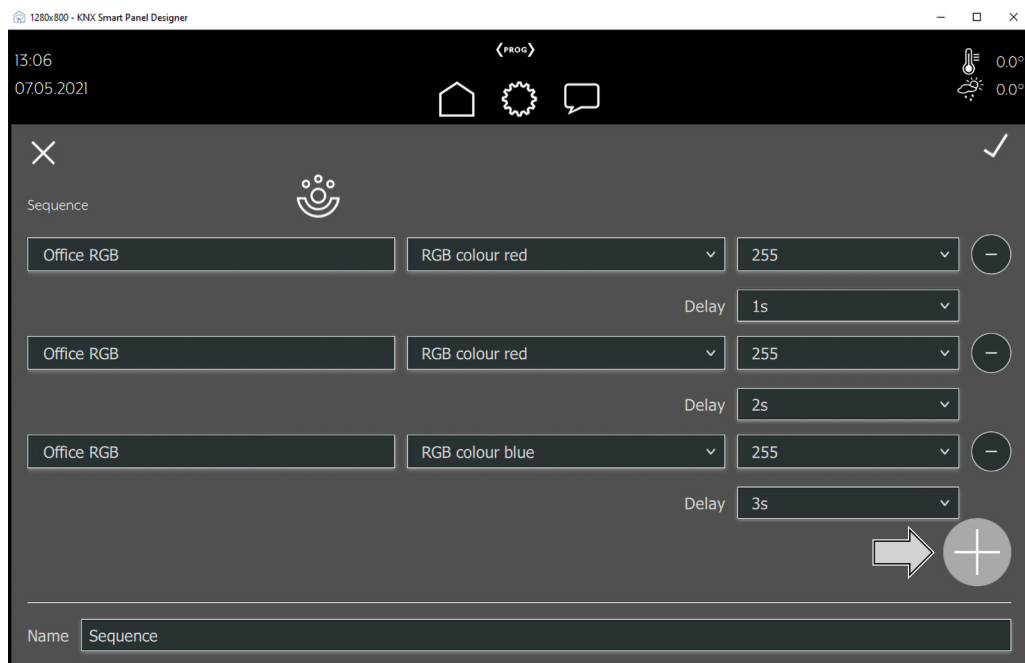 1280x800 - KNX Smart Panel Designer
13:06
(PROG)
0.0°
07.05.2021
0.0°
Sequence
Office RGB RGB colour red 255
Delay 1s
Office RGB RGB colour red 255
Delay 2s
Office RGB RGB colour blue 255
Delay 3s
Name Sequence